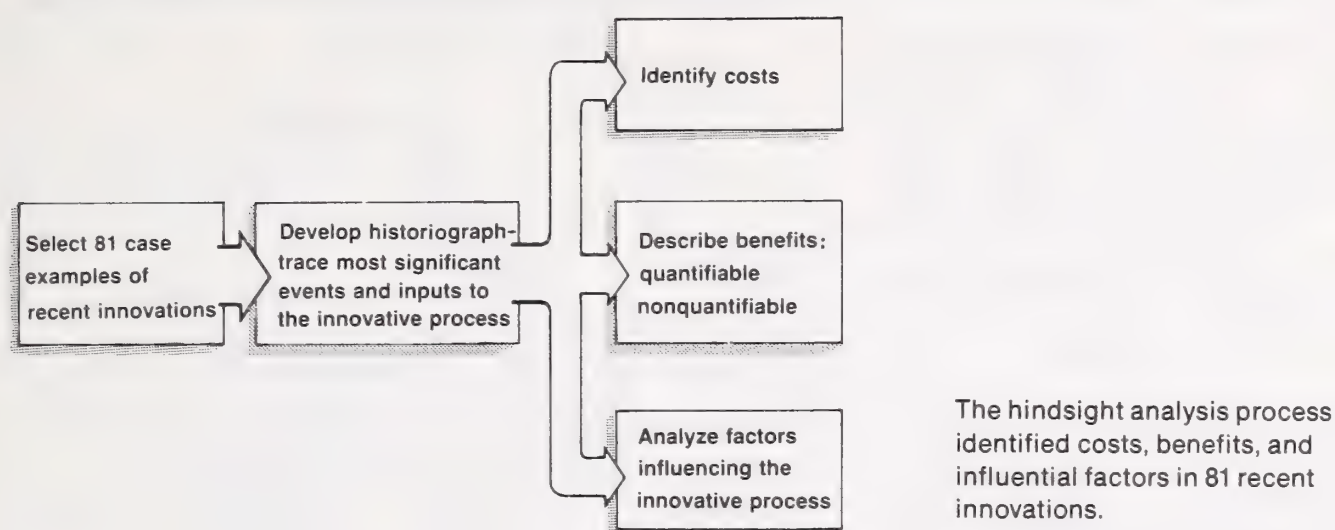 Identify costs
Select 81 case
examples of
recent innovations
Develop historiograph-
trace most significant
events and inputs to
the innovative process
Describe benefits:
quantifiable
nonquantifiable
Analyze factors
influencing the
innovative process
The hindsight analysis process
identified costs, benefits, and
influential factors in 81 recent
innovations.